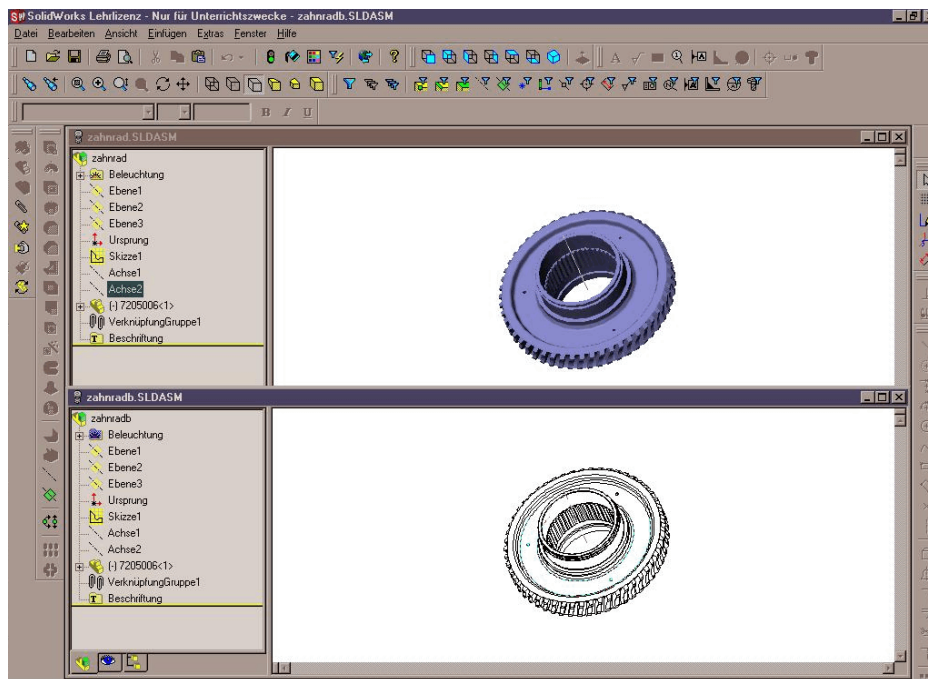 SolidWorks Lehrlizenz - Nur für Unterrichtszwecke - zahnradb.SLDASM
Datei Bearbeiten Ansicht Einfügen Extras Fenster Hilfe
B I U
zahnrad.SLDASM
zahnrad
Beleuchtung
Ebene1
Ebene2
Ebene3
Ursprung
Skizze1
Achse1
Achse2
(-) 7205006<1>
VerknüpfungGruppe1
Beschriftung
zahnradb.SLDASM
zahnradb
Beleuchtung
Ebene1
Ebene2
Ebene3
Ursprung
Skizze1
Achse1
Achse2
(-) 7205006<1>
VerknüpfungGruppe1
Beschriftung